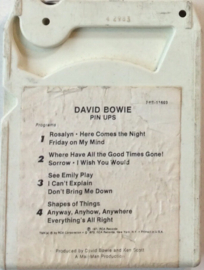 DAVID BOWIE
PIN UPS
Programs
1 Rosalyn - Here Comes the Night
Friday on My Mind
2 Where Have All the Good Times Gone!
Sorrow - I Wish You Would
3 See Emily Play
I Can't Explain
Don't Bring Me Down
4 Shapes of Things
Anyway, Anyhow, Anywhere
Everything's All Right
Produced by David Bowie and Ken Scott
A MainMan Production